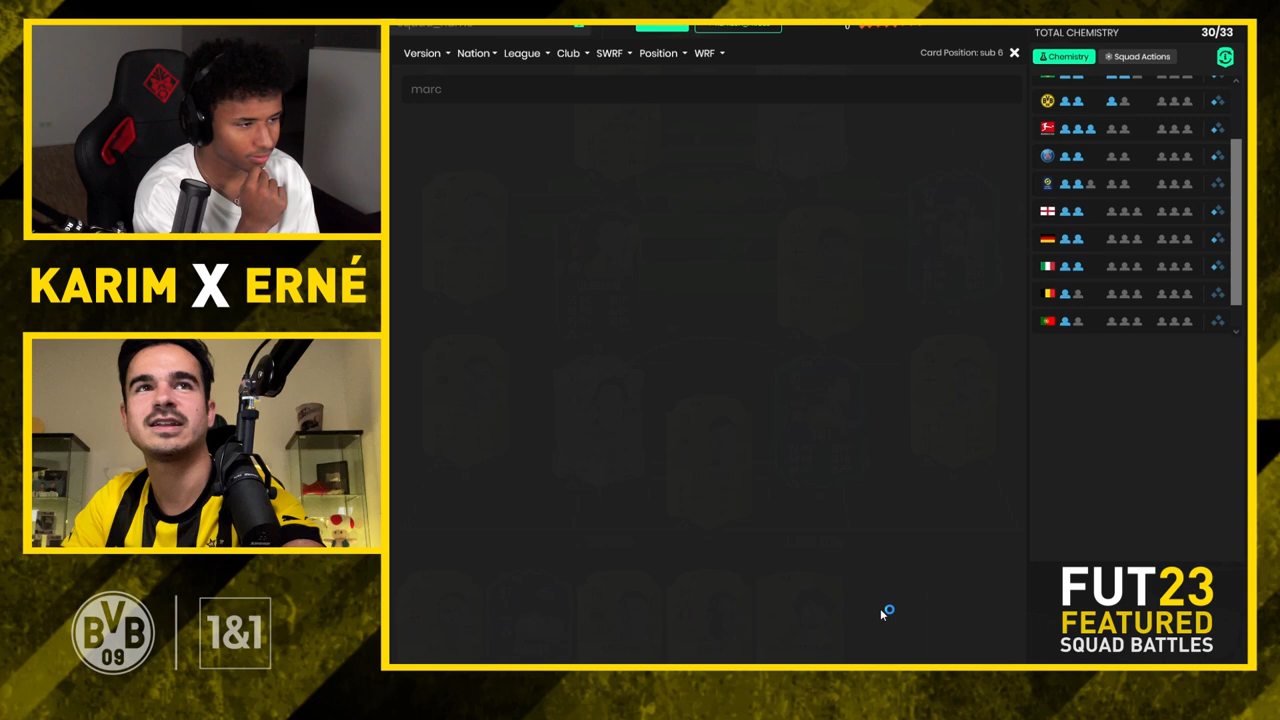 KARIM X ERNÉ
BVB
09
1&1
Version Nation League Club SWRF Position WRF
Card Position: sub 6
marc
TOTAL CHEMISTRY 30/33
Chemistry Squad Actions
FUT23
FEATURED
SQUAD BATTLES